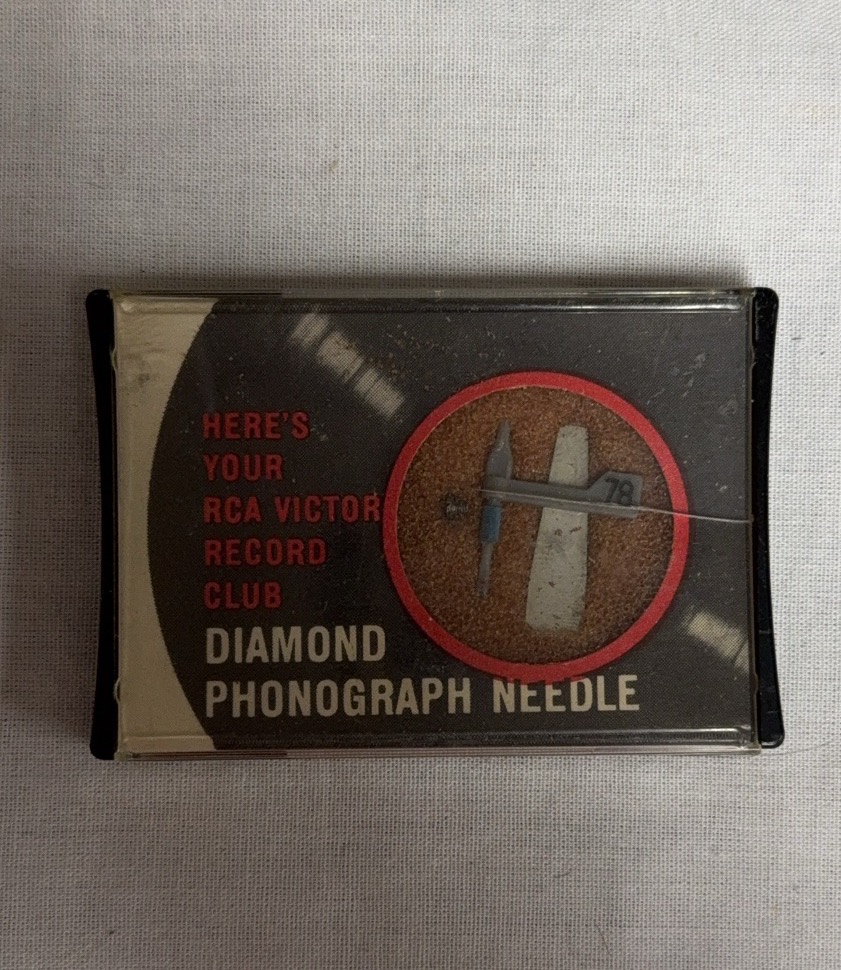 HERE'S
YOUR
RCA VICTOR
RECORD
CLUB
DIAMOND
PHONOGRAPH NEEDLE
78